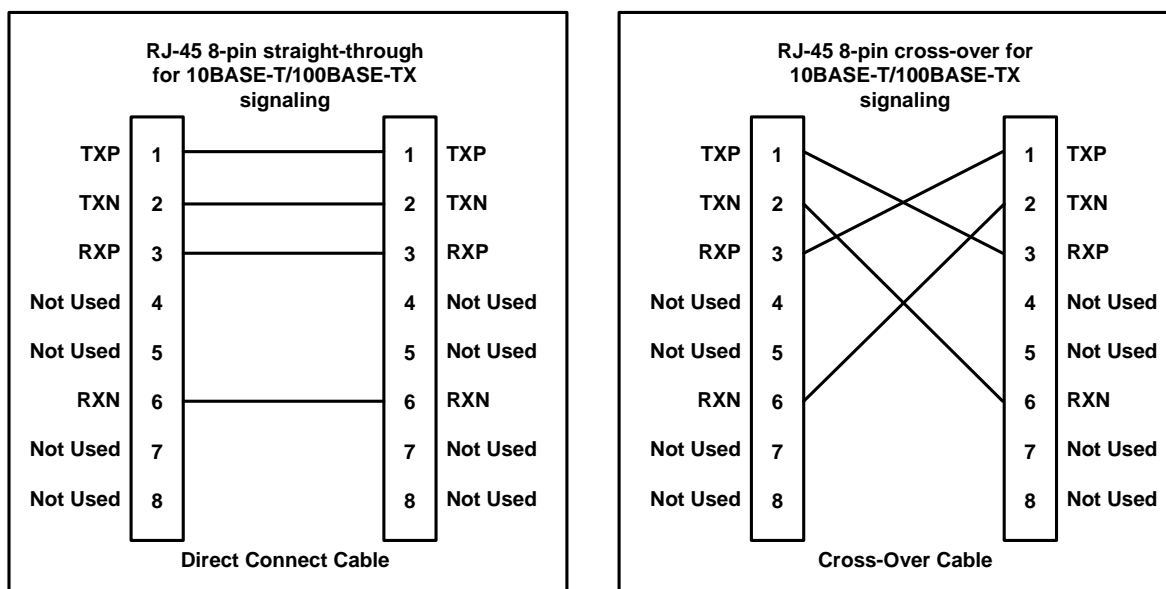 RJ-45 8-pin straight-through
for 10BASE-T/100BASE-TX
signaling
TXP 1 1 TXP
TXN 2 2 TXN
RXP 3 3 RXP
Not Used 4 4 Not Used
Not Used 5 5 Not Used
RXN 6 6 RXN
Not Used 7 7 Not Used
Not Used 8 8 Not Used
Direct Connect Cable
RJ-45 8-pin cross-over for
10BASE-T/100BASE-TX
signaling
TXP 1 1 TXP
TXN 2 2 TXN
RXP 3 3 RXP
Not Used 4 4 Not Used
Not Used 5 5 Not Used
RXN 6 6 RXN
Not Used 7 7 Not Used
Not Used 8 8 Not Used
Cross-Over Cable